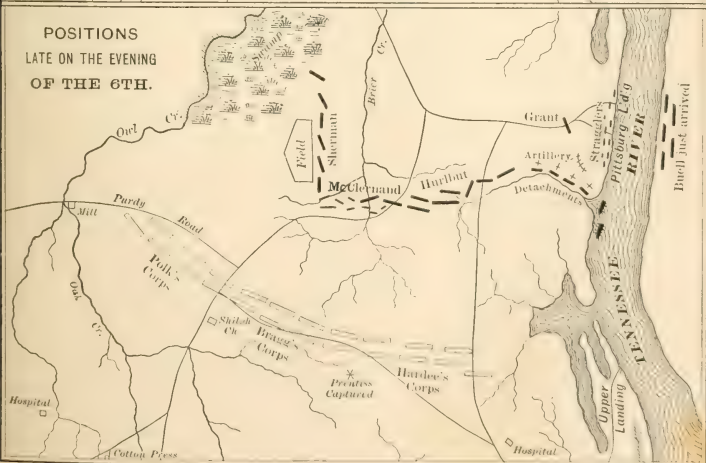 POSITIONS
LATE ON THE EVENING
OF THE 6TH.
Swamp
Owl Cr.
Brier Cr.
Field
Sherman
Grant
Stragglers
Pittsburg L'd'g
RIVER
Buell just arrived
Artillery.
McClernand
Hurlbut
Detachments
Mill
Purdy Road
Polk's
Corps
Oak Cr.
Shiloh
Ch.
Bragg's
Corps
Prentiss
Captured
Hardee's
Corps
TENNESSEE
Upper
Landing
Hospital
Cotton Press
Hospital